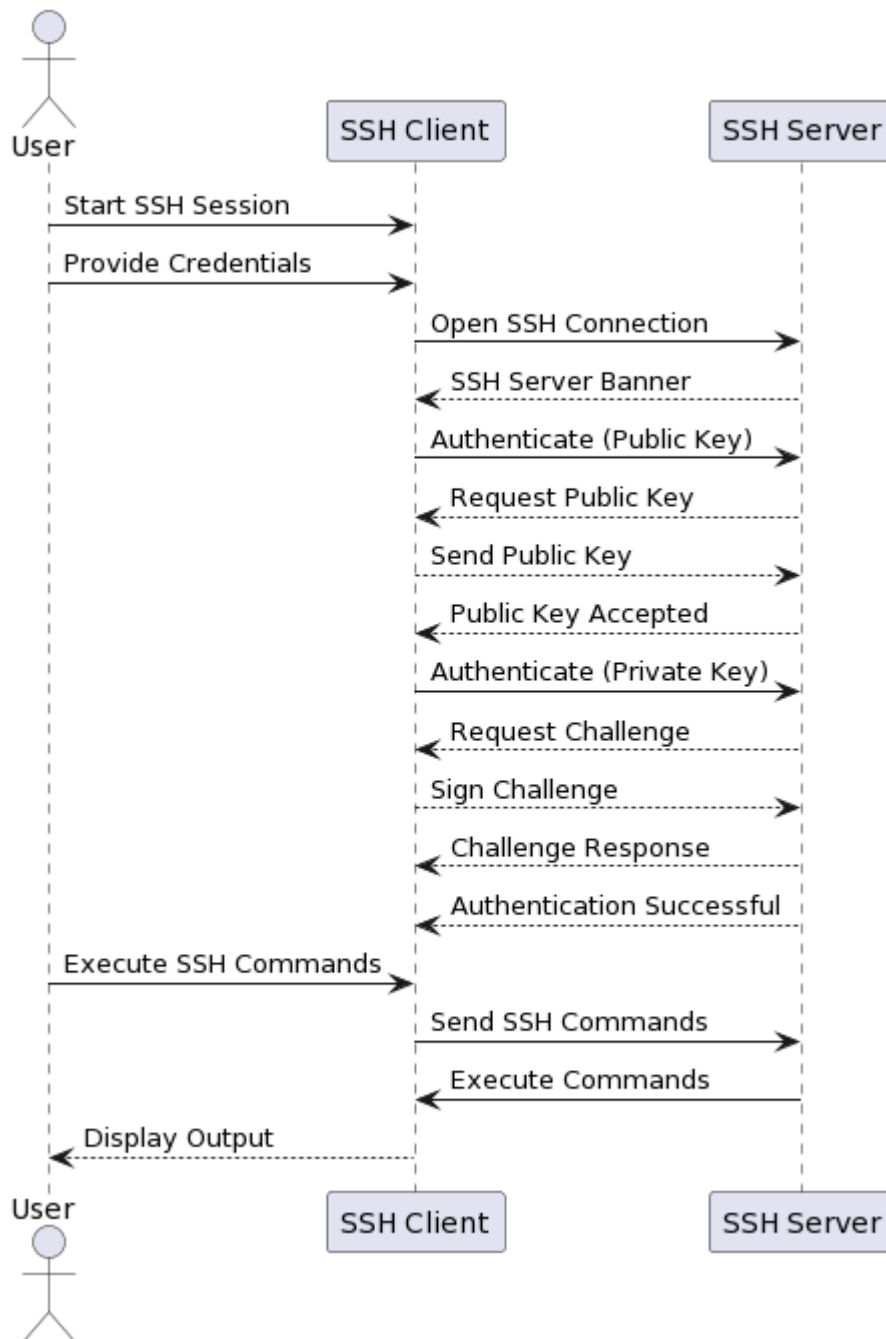 User
SSH Client
SSH Server
Start SSH Session
Provide Credentials
Open SSH Connection
SSH Server Banner
Authenticate (Public Key)
Request Public Key
Send Public Key
Public Key Accepted
Authenticate (Private Key)
Request Challenge
Sign Challenge
Challenge Response
Authentication Successful
Execute SSH Commands
Send SSH Commands
Execute Commands
Display Output
User
SSH Client
SSH Server